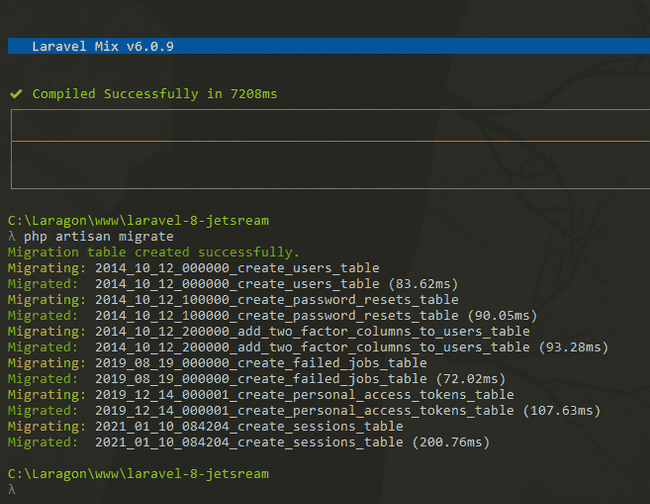 Laravel Mix v6.0.9
✔ Compiled Successfully in 7208ms
C:\Laragon\www\laravel-8-jetsream
λ php artisan migrate
Migration table created successfully.
Migrating: 2014_10_12_000000_create_users_table
Migrated:  2014_10_12_000000_create_users_table (83.62ms)
Migrating: 2014_10_12_100000_create_password_resets_table
Migrated:  2014_10_12_100000_create_password_resets_table (90.05ms)
Migrating: 2014_10_12_200000_add_two_factor_columns_to_users_table
Migrated:  2014_10_12_200000_add_two_factor_columns_to_users_table (93.28ms)
Migrating: 2019_08_19_000000_create_failed_jobs_table
Migrated:  2019_08_19_000000_create_failed_jobs_table (72.02ms)
Migrating: 2019_12_14_000001_create_personal_access_tokens_table
Migrated:  2019_12_14_000001_create_personal_access_tokens_table (107.63ms)
Migrating: 2021_01_10_084204_create_sessions_table
Migrated:  2021_01_10_084204_create_sessions_table (200.76ms)
C:\Laragon\www\laravel-8-jetsream
λ